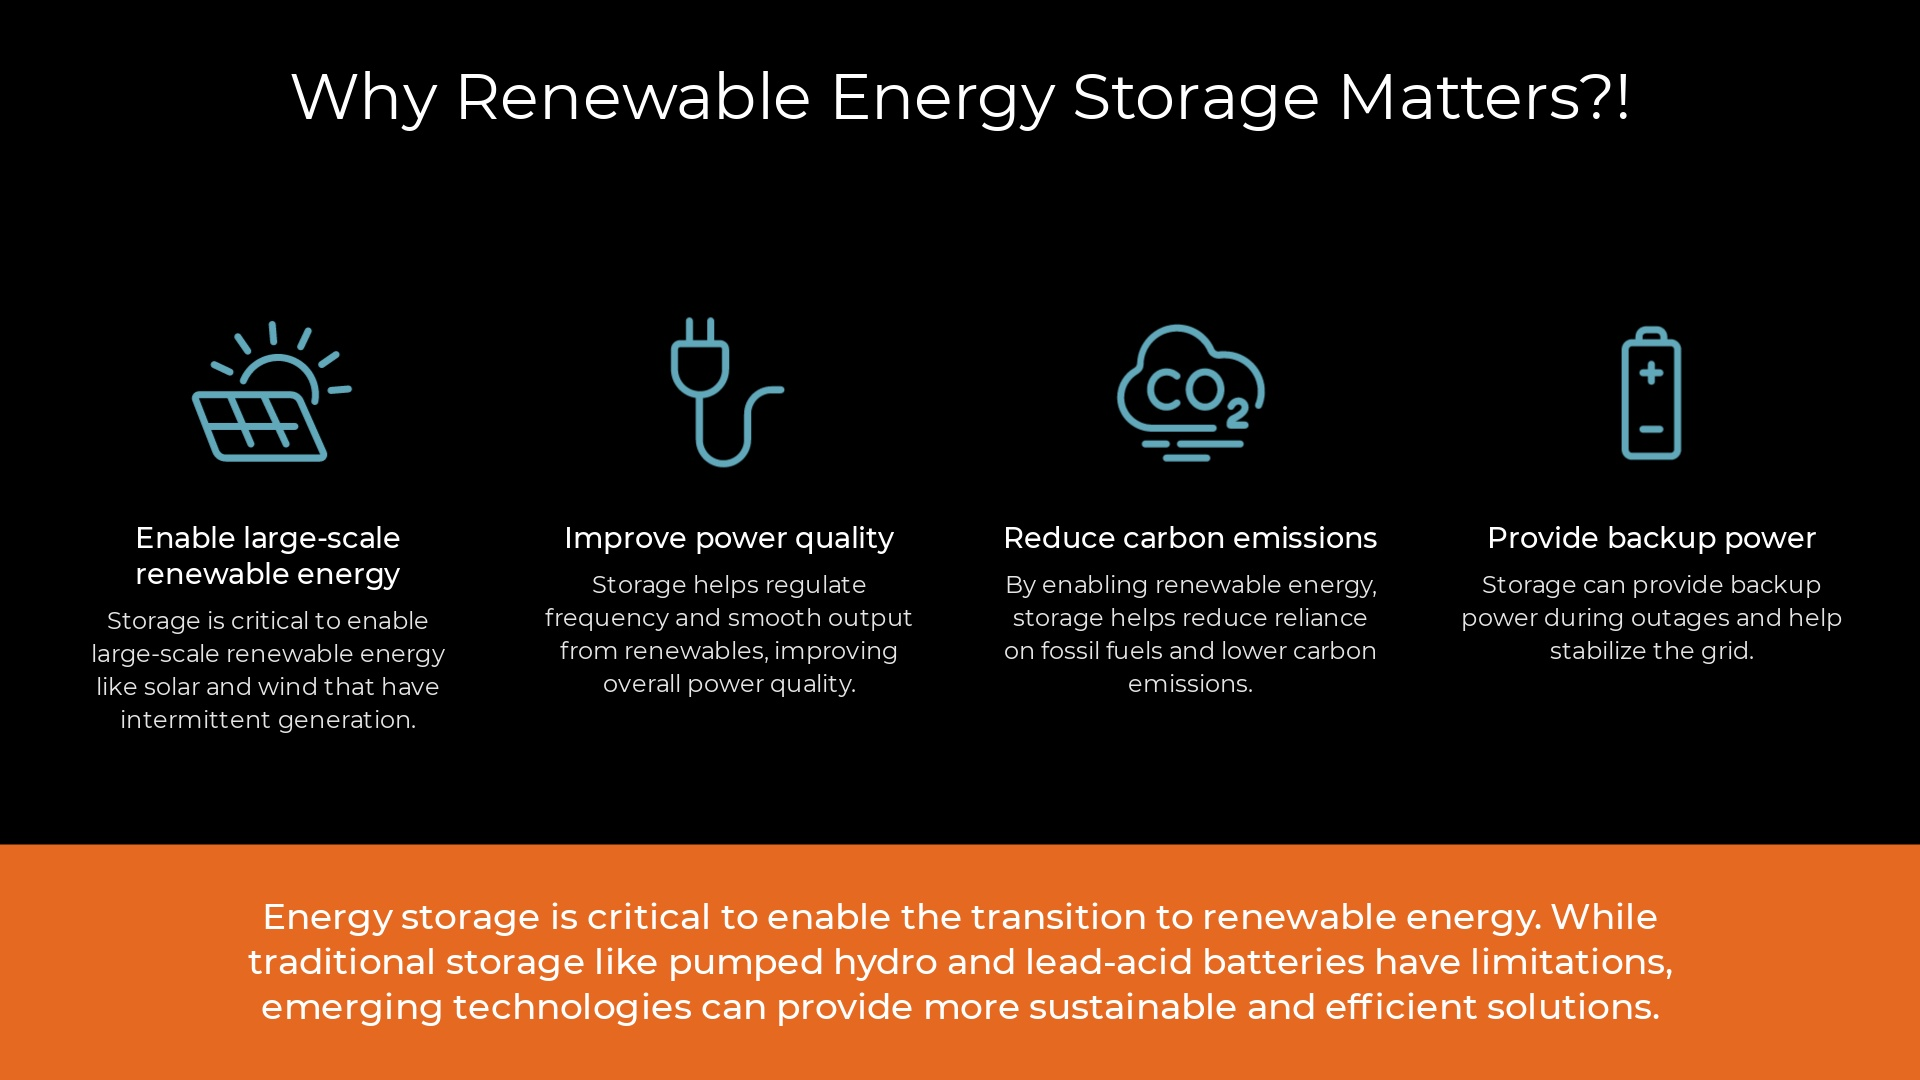 Why Renewable Energy Storage Matters?!
CO2
Enable large-scale
renewable energy
Storage is critical to enable
large-scale renewable energy
like solar and wind that have
intermittent generation.
Improve power quality
Storage helps regulate
frequency and smooth output
from renewables, improving
overall power quality.
Reduce carbon emissions
By enabling renewable energy,
storage helps reduce reliance
on fossil fuels and lower carbon
emissions.
Provide backup power
Storage can provide backup
power during outages and help
stabilize the grid.
Energy storage is critical to enable the transition to renewable energy. While
traditional storage like pumped hydro and lead-acid batteries have limitations,
emerging technologies can provide more sustainable and efficient solutions.